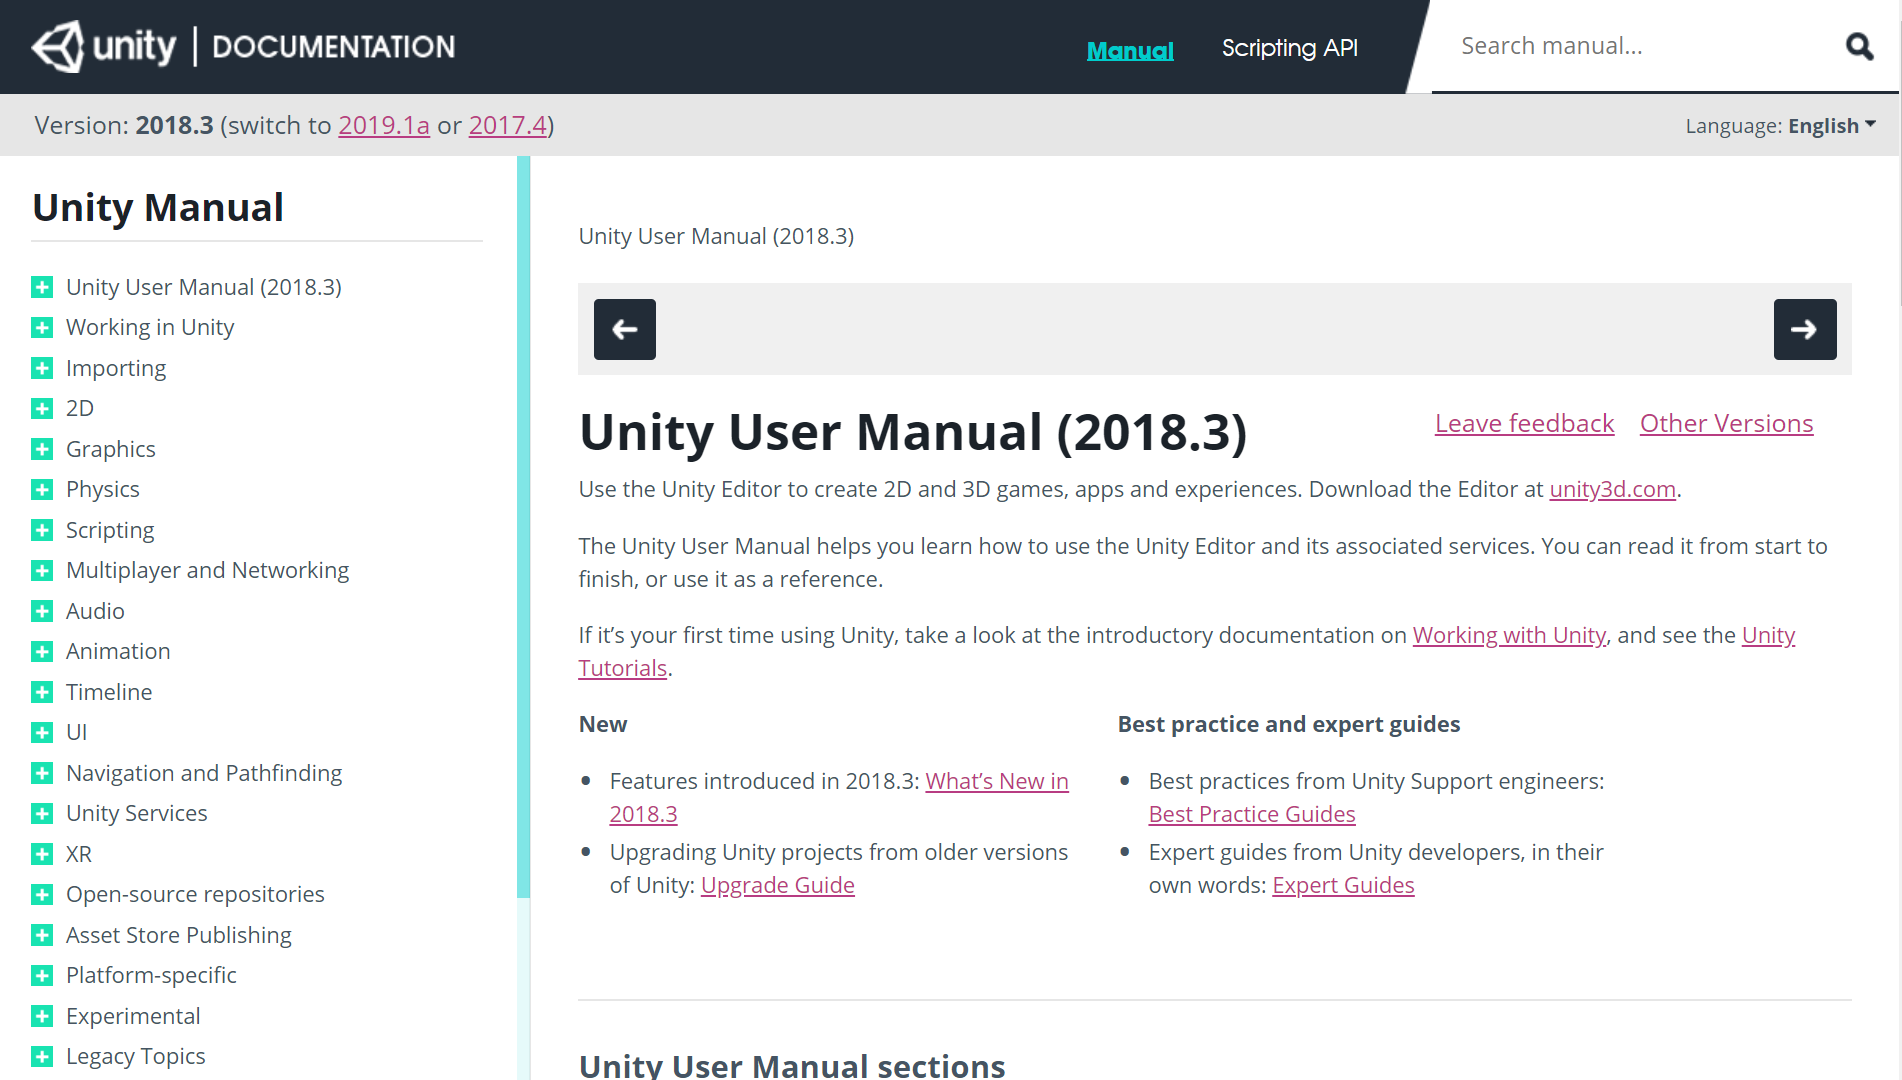 unity | DOCUMENTATION
Manual
Scripting API
Search manual...
Version: 2018.3 (switch to 2019.1a or 2017.4)
Language: English
Unity Manual
Unity User Manual (2018.3)
Working in Unity
Importing
2D
Graphics
Physics
Scripting
Multiplayer and Networking
Audio
Animation
Timeline
UI
Navigation and Pathfinding
Unity Services
XR
Open-source repositories
Asset Store Publishing
Platform-specific
Experimental
Legacy Topics
Unity User Manual (2018.3)
Unity User Manual (2018.3)
Leave feedback
Other Versions
Use the Unity Editor to create 2D and 3D games, apps and experiences. Download the Editor at unity3d.com.
The Unity User Manual helps you learn how to use the Unity Editor and its associated services. You can read it from start to
finish, or use it as a reference.
If it’s your first time using Unity, take a look at the introductory documentation on Working with Unity, and see the Unity
Tutorials.
New
Features introduced in 2018.3: What’s New in
2018.3
Upgrading Unity projects from older versions
of Unity: Upgrade Guide
Best practice and expert guides
Best practices from Unity Support engineers:
Best Practice Guides
Expert guides from Unity developers, in their
own words: Expert Guides
Unity User Manual sections